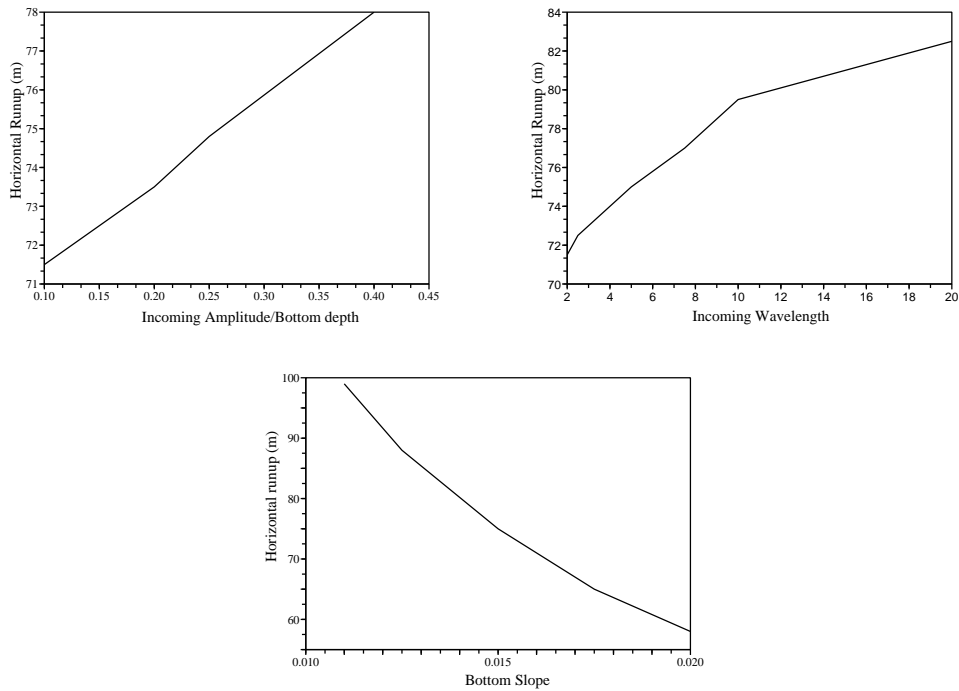 78
77
76
75
74
73
72
71
Horizontal Runup (m)
0.10 0.15 0.20 0.25 0.30 0.35 0.40 0.45
Incoming Amplitude/Bottom depth
84
82
80
78
76
74
72
70
Horizontal Runup (m)
2 4 6 8 10 12 14 16 18 20
Incoming Wavelength
100
90
80
70
60
Horizontal runup (m)
0.010 0.015 0.020
Bottom Slope